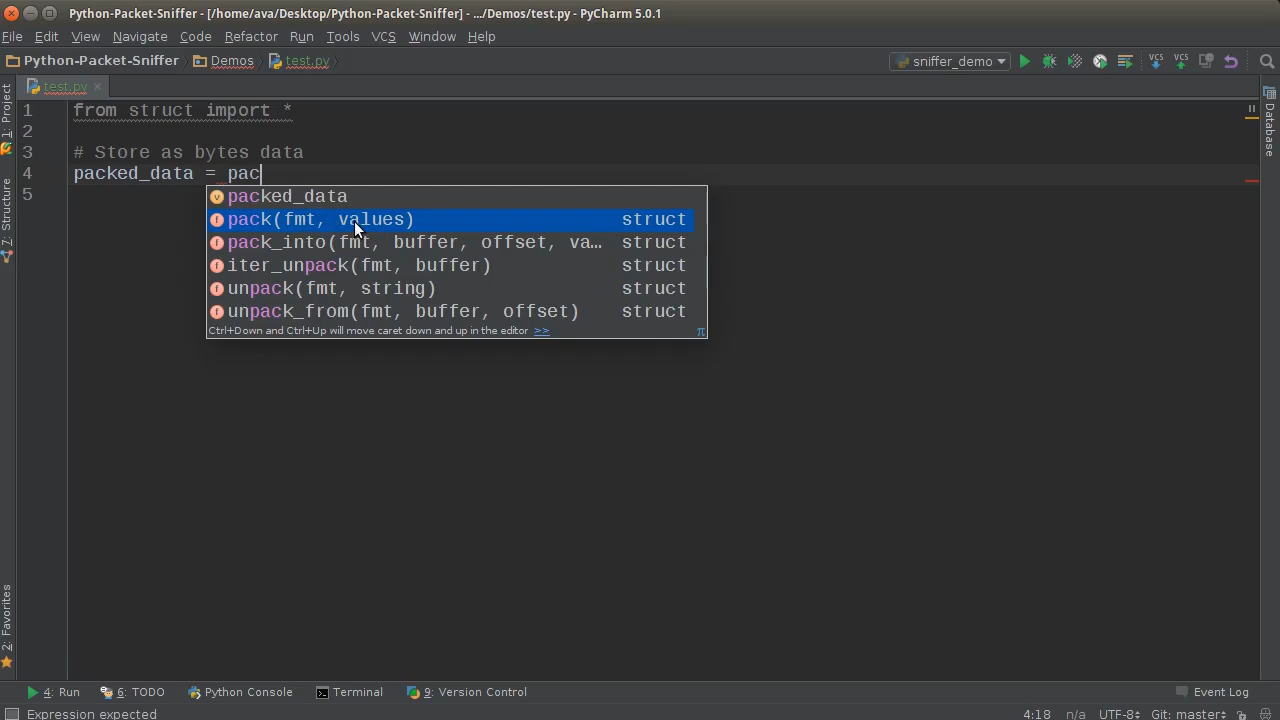 Python-Packet-Sniffer - [/home/ava/Desktop/Python-Packet-Sniffer] - .../Demos/test.py - PyCharm 5.0.1
File Edit View Navigate Code Refactor Run Tools VCS Window Help
Python-Packet-Sniffer Demos test.py sniffer_demo VCS VCS
1: Project
7: Structure
2: Favorites
Database
test.py
1 from struct import *
2
3 # Store as bytes data
4 packed_data = pac
5
packed_data
pack(fmt, values) struct
pack_into(fmt, buffer, offset, va... struct
iter_unpack(fmt, buffer) struct
unpack(fmt, string) struct
unpack_from(fmt, buffer, offset) struct
Ctrl+Down and Ctrl+Up will move caret down and up in the editor >> π
4: Run 6: TODO Python Console Terminal 9: Version Control Event Log
Expression expected 4:18 n/a UTF-8 Git: master